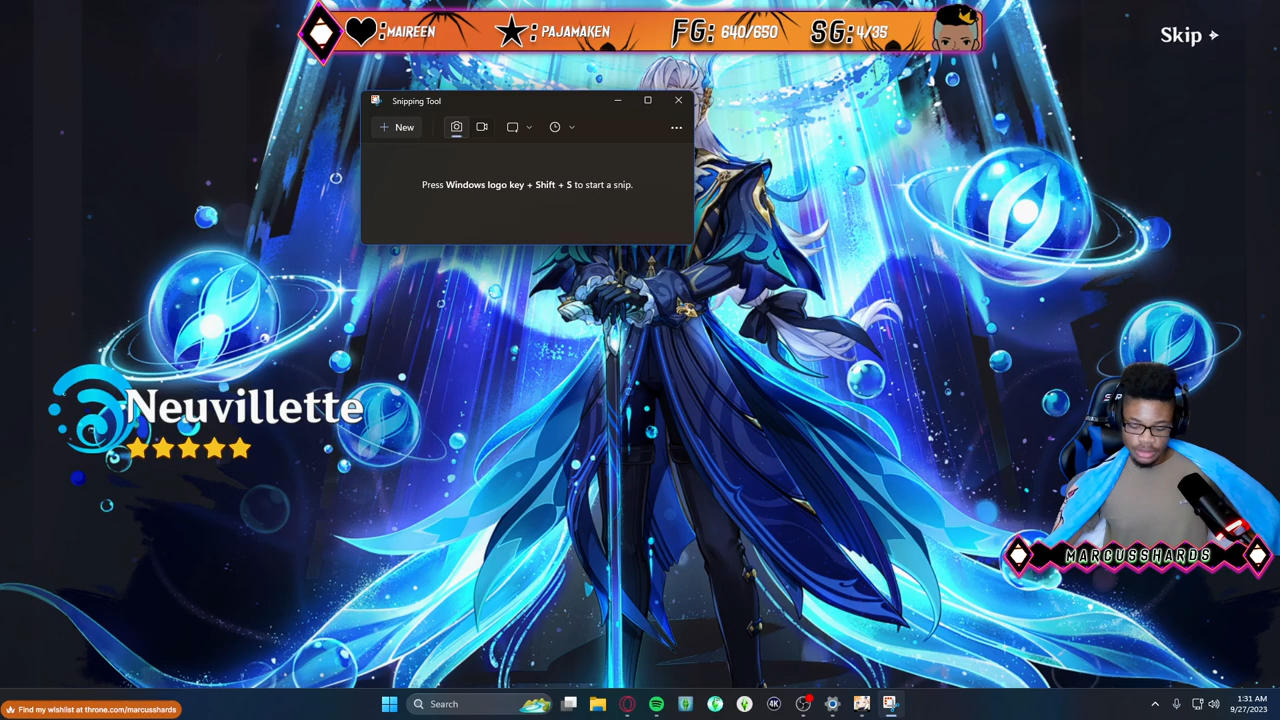 :MAIREEN
: PAJAMAKEN
FG: 640/650
SG: 4/35
Skip
Snipping Tool
New
Press Windows logo key + Shift + S to start a snip.
Neuvillette
MARCUSSHARDS
Find my wishlist at throne.com/marcusshards
Search
4K
1:31 AM
9/27/2023